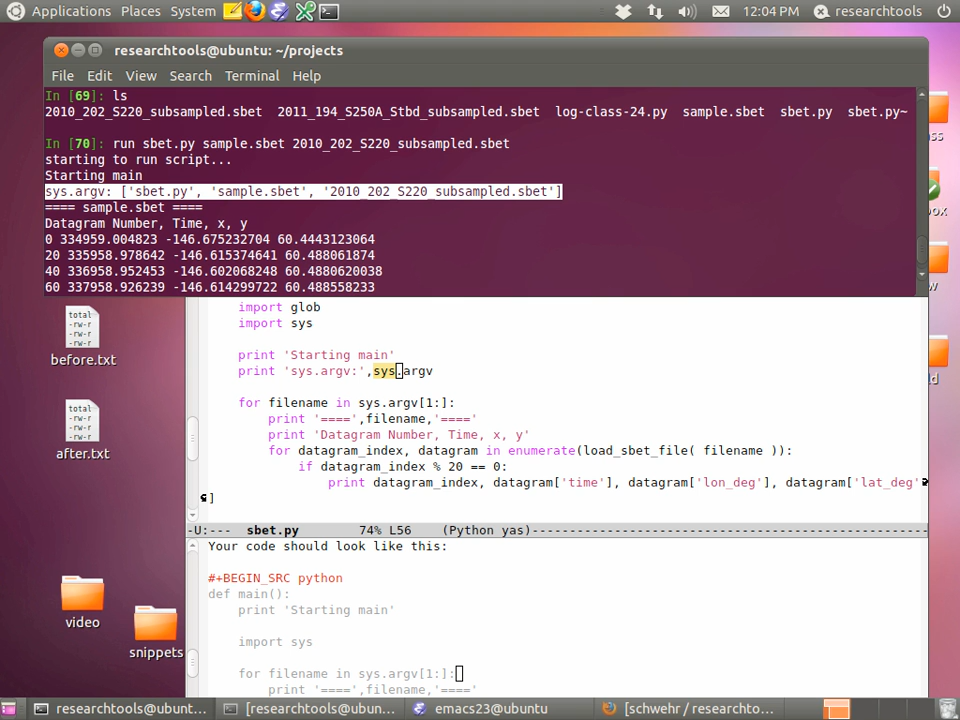 Applications Places System 12:04 PM researchtools
researchtools@ubuntu: ~/projects
File Edit View Search Terminal Help
In [69]: ls
2010_202_S220_subsampled.sbet 2011_194_S250A_Stbd_subsampled.sbet log-class-24.py sample.sbet sbet.py sbet.py~
In [70]: run sbet.py sample.sbet 2010_202_S220_subsampled.sbet
starting to run script...
Starting main
sys.argv: ['sbet.py', 'sample.sbet', '2010_202_S220_subsampled.sbet']
==== sample.sbet ====
Datagram Number, Time, x, y
0 334959.004823 -146.675232704 60.4443123064
20 335958.978642 -146.615374641 60.488061874
40 336958.952453 -146.602068248 60.4880620038
60 337958.926239 -146.614299722 60.488558233
import glob
import sys
print 'Starting main'
print 'sys.argv:',sys.argv
for filename in sys.argv[1:]:
print '====',filename,'===='
print 'Datagram Number, Time, x, y'
for datagram_index, datagram in enumerate(load_sbet_file( filename )):
if datagram_index % 20 == 0:
print datagram_index, datagram['time'], datagram['lon_deg'], datagram['lat_deg'
]
-U:--- sbet.py 74% L56 (Python yas)
Your code should look like this:
#+BEGIN_SRC python
def main():
print 'Starting main'
import sys
for filename in sys.argv[1:]:
print '====',filename,'===='
total
-rw-r
-rw-r
-rw-r
before.txt
total
-rw-r
-rw-r
-rw-r
after.txt
video
snippets
researchtools@ubunt... [researchtools@ubunt... emacs23@ubuntu [schwehr / researchto...